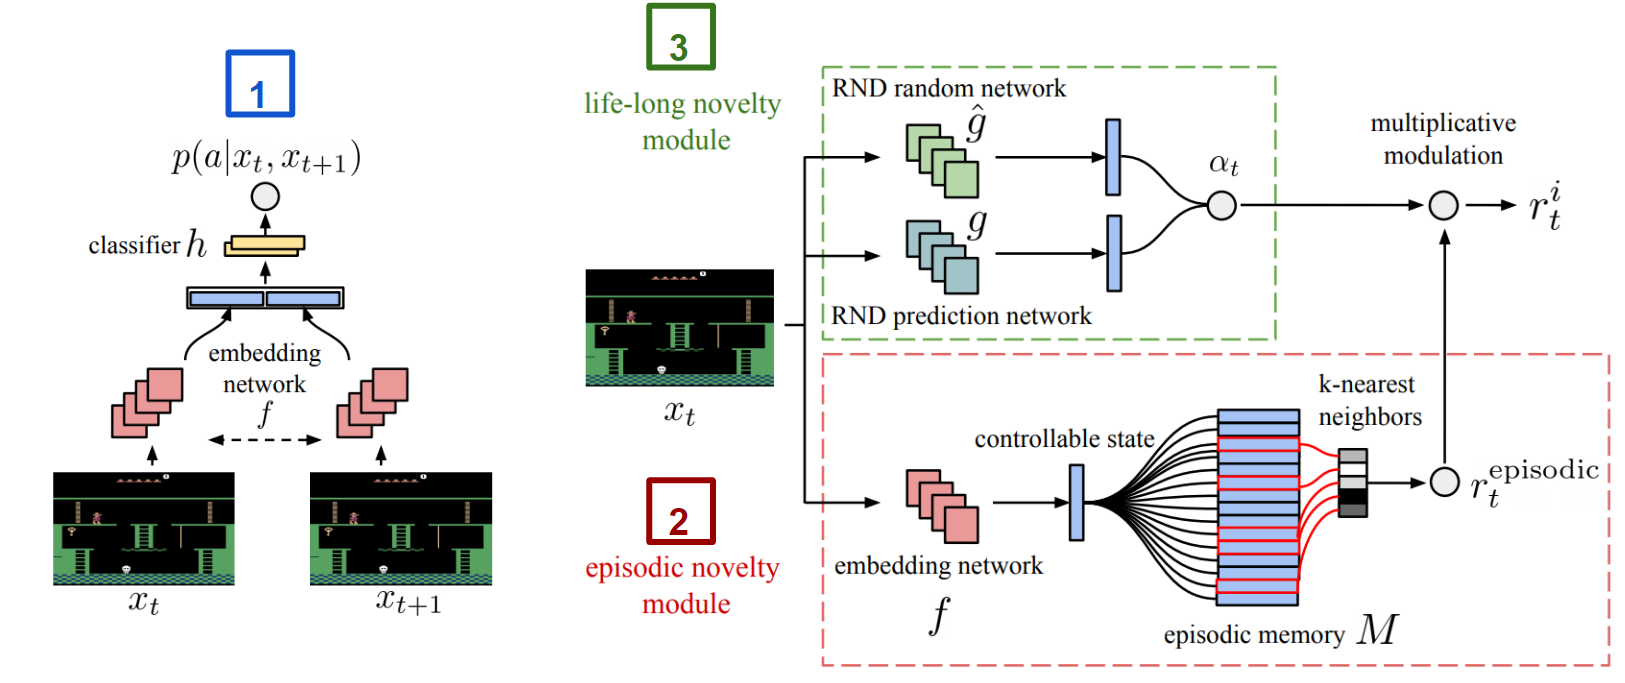 1
p(a|x_t, x_{t+1})
classifier h
embedding
network
f
x_t
x_{t+1}
3
life-long novelty
module
x_t
2
episodic novelty
module
RND random network
ĝ
g
RND prediction network
α_t
multiplicative
modulation
r_t^i
k-nearest
neighbors
controllable state
r_t^{episodic}
embedding network
f
episodic memory M